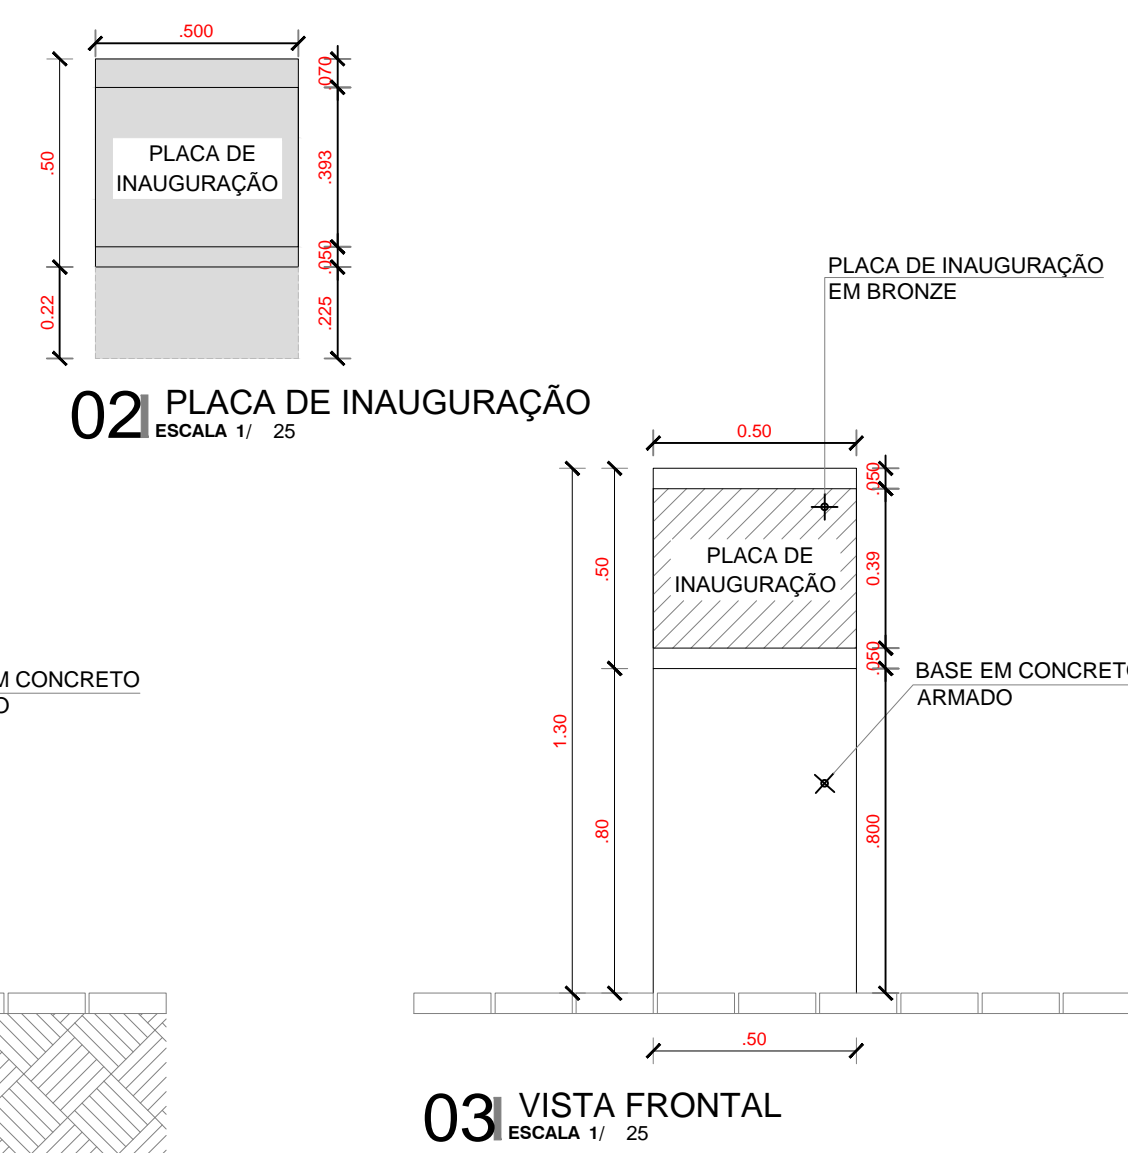 .500
.070
.50
.393
PLACA DE
INAUGURAÇÃO
.050
0.22
.225
02 PLACA DE INAUGURAÇÃO
ESCALA 1/ 25
PLACA DE INAUGURAÇÃO
EM BRONZE
0.50
.050
.50
0.39
PLACA DE
INAUGURAÇÃO
.050
M CONCRETO
O
BASE EM CONCRETO
ARMADO
1.30
.80
.800
.50
03 VISTA FRONTAL
ESCALA 1/ 25